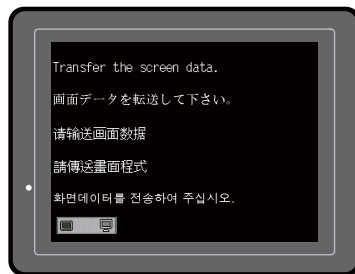 Transfer the screen data.
画面データを転送して下さい。
请输送画面数据
請傳送畫面程式
화면데이터를 전송하여 주십시오.